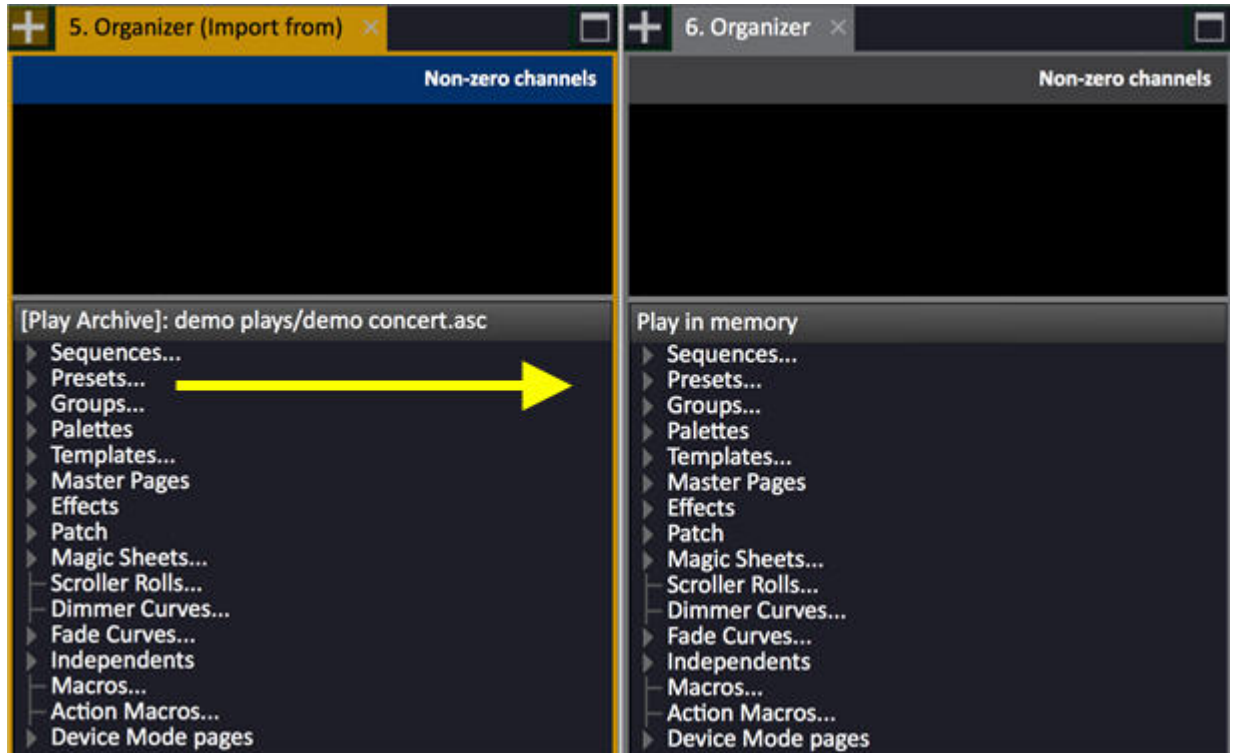 5. Organizer (Import from)
Non-zero channels
[Play Archive]: demo plays/demo concert.asc
Sequences...
Presets...
Groups...
Palettes
Templates...
Master Pages
Effects
Patch
Magic Sheets...
Scroller Rolls...
Dimmer Curves...
Fade Curves...
Independents
Macros...
Action Macros...
Device Mode pages
6. Organizer
Non-zero channels
Play in memory
Sequences...
Presets...
Groups...
Palettes
Templates...
Master Pages
Effects
Patch
Magic Sheets...
Scroller Rolls...
Dimmer Curves...
Fade Curves...
Independents
Macros...
Action Macros...
Device Mode pages